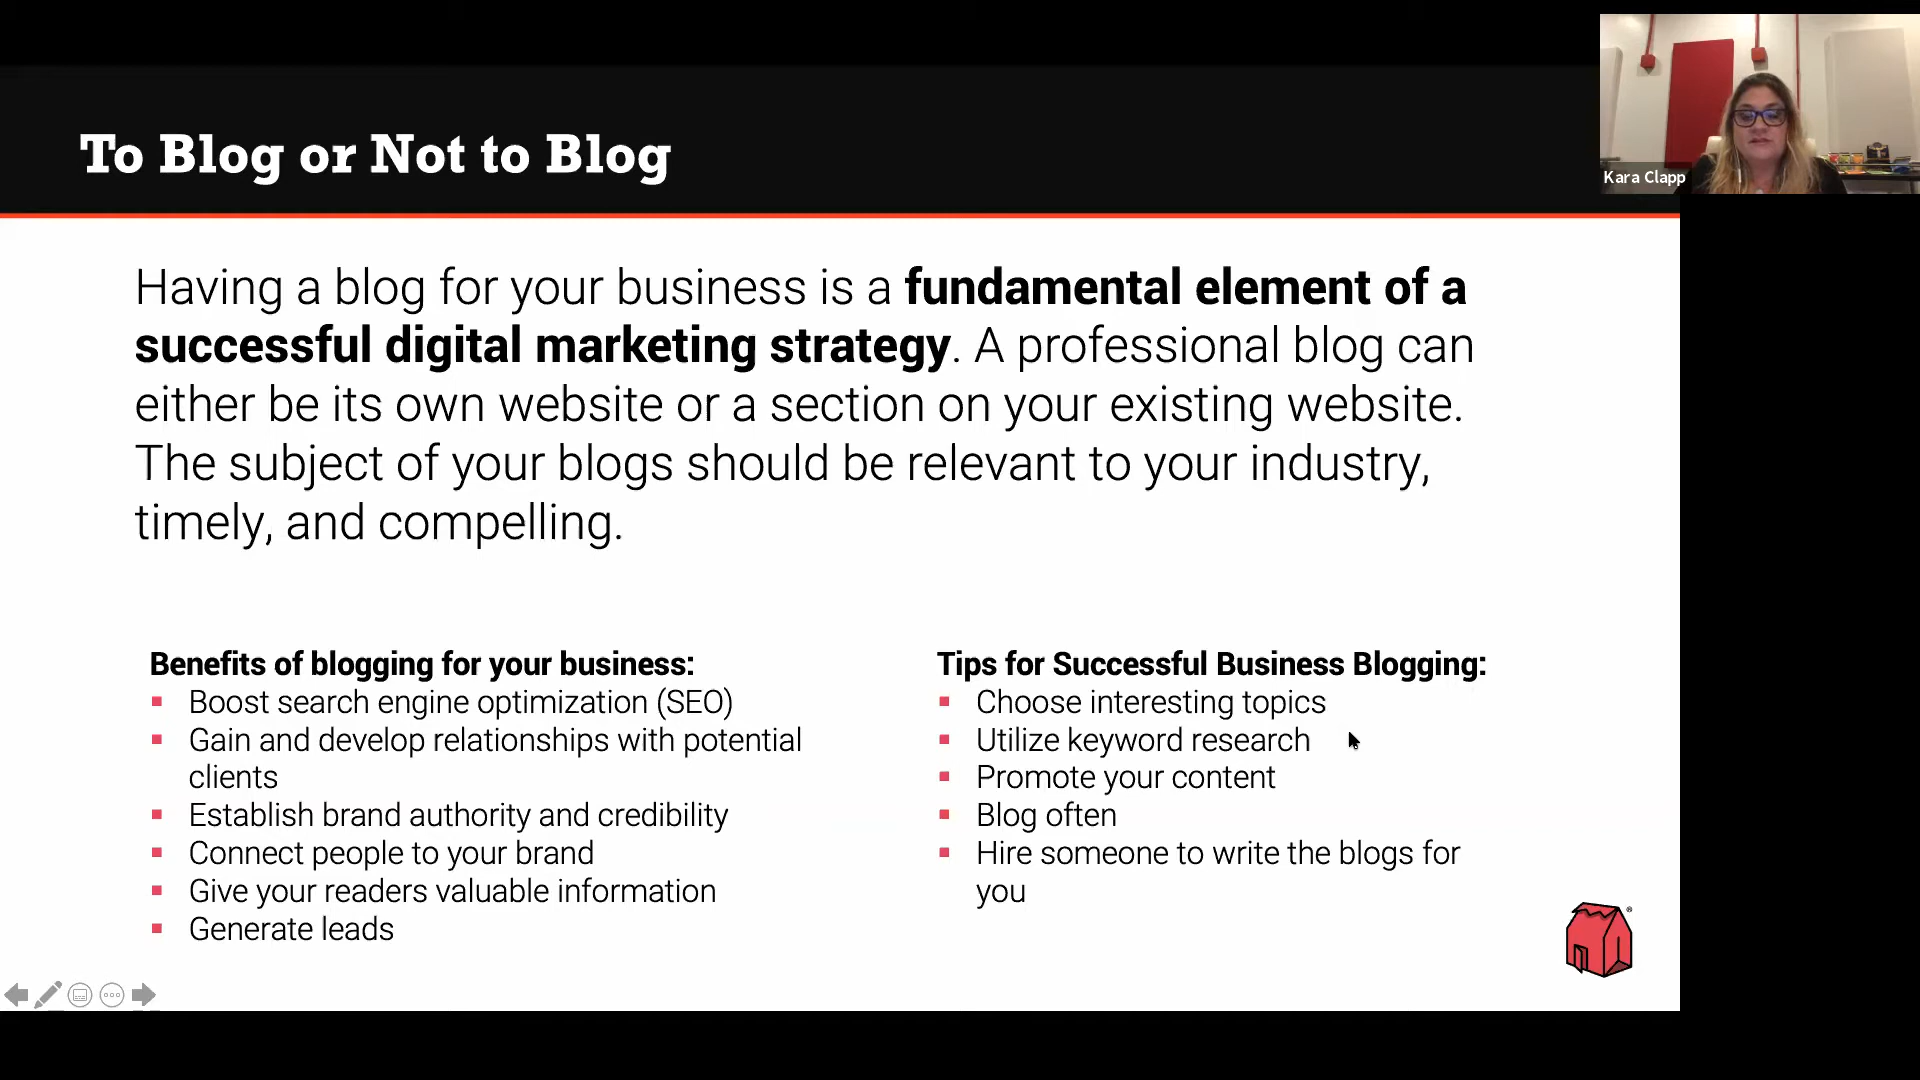 To Blog or Not to Blog
Kara Clapp
Having a blog for your business is a fundamental element of a
successful digital marketing strategy. A professional blog can
either be its own website or a section on your existing website.
The subject of your blogs should be relevant to your industry,
timely, and compelling.
Benefits of blogging for your business:
Boost search engine optimization (SEO)
Gain and develop relationships with potential
clients
Establish brand authority and credibility
Connect people to your brand
Give your readers valuable information
Generate leads
Tips for Successful Business Blogging:
Choose interesting topics
Utilize keyword research
Promote your content
Blog often
Hire someone to write the blogs for
you
®